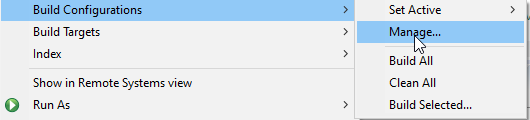 Build Configurations
Build Targets
Index
Show in Remote Systems view
Run As
Set Active
Manage...
Build All
Clean All
Build Selected...